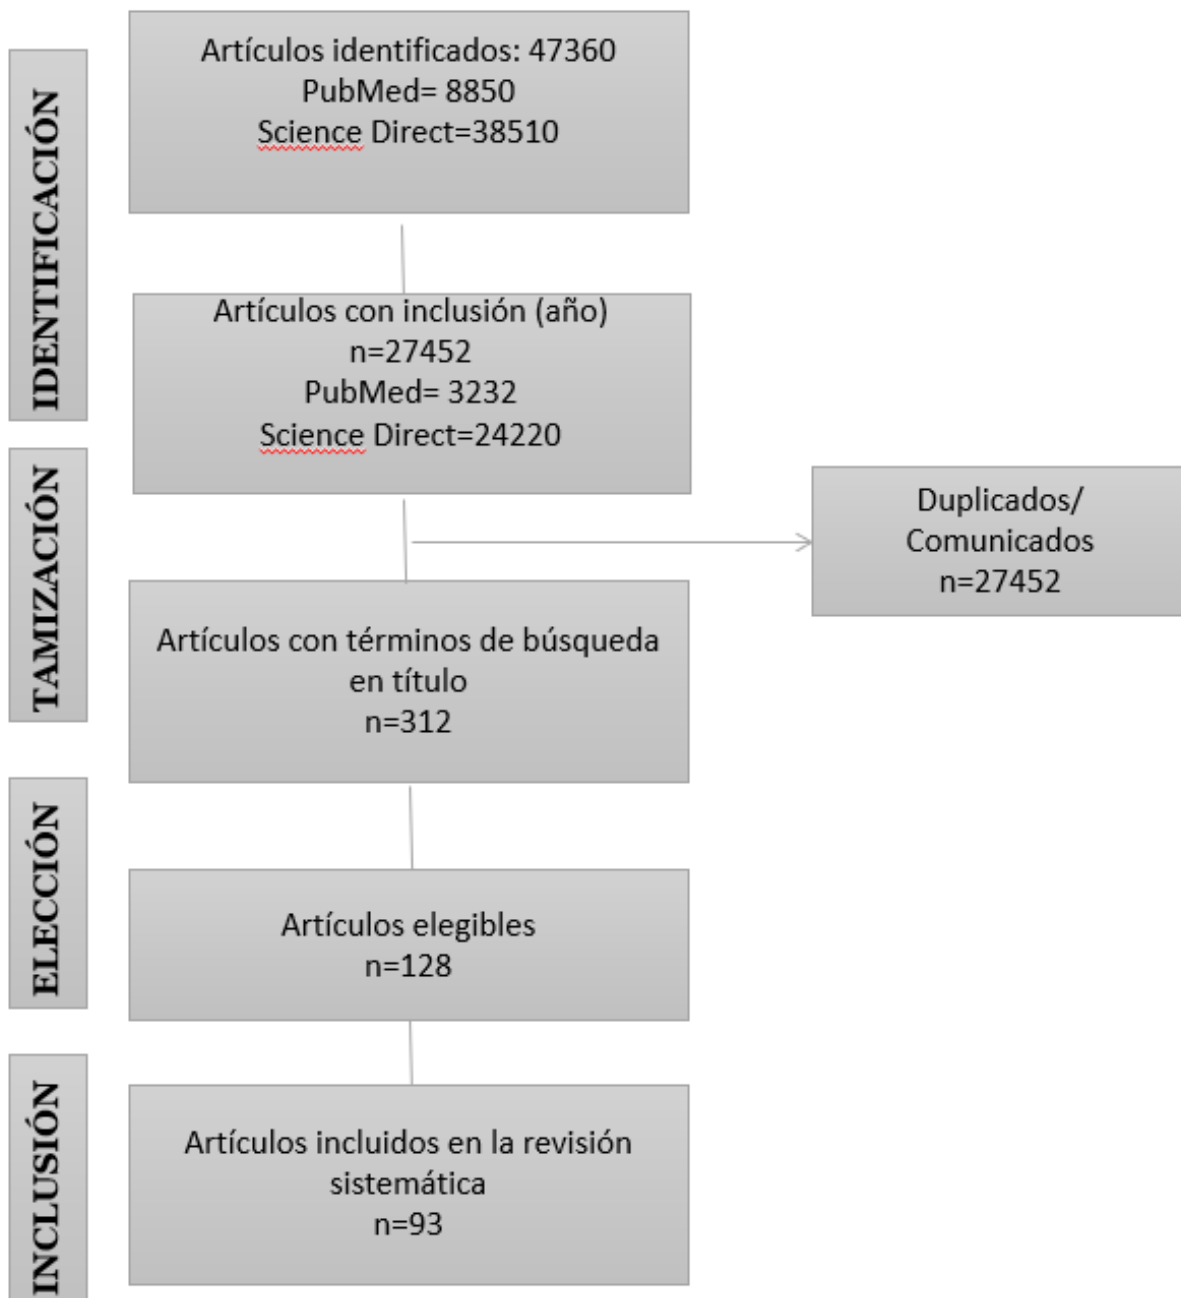 IDENTIFICACIÓN
Artículos identificados: 47360
PubMed= 8850
Science Direct=38510
Artículos con inclusión (año)
n=27452
PubMed= 3232
Science Direct=24220
TAMIZACIÓN
Duplicados/
Comunicados
n=27452
Artículos con términos de búsqueda
en título
n=312
ELECCIÓN
Artículos elegibles
n=128
INCLUSIÓN
Artículos incluidos en la revisión
sistemática
n=93